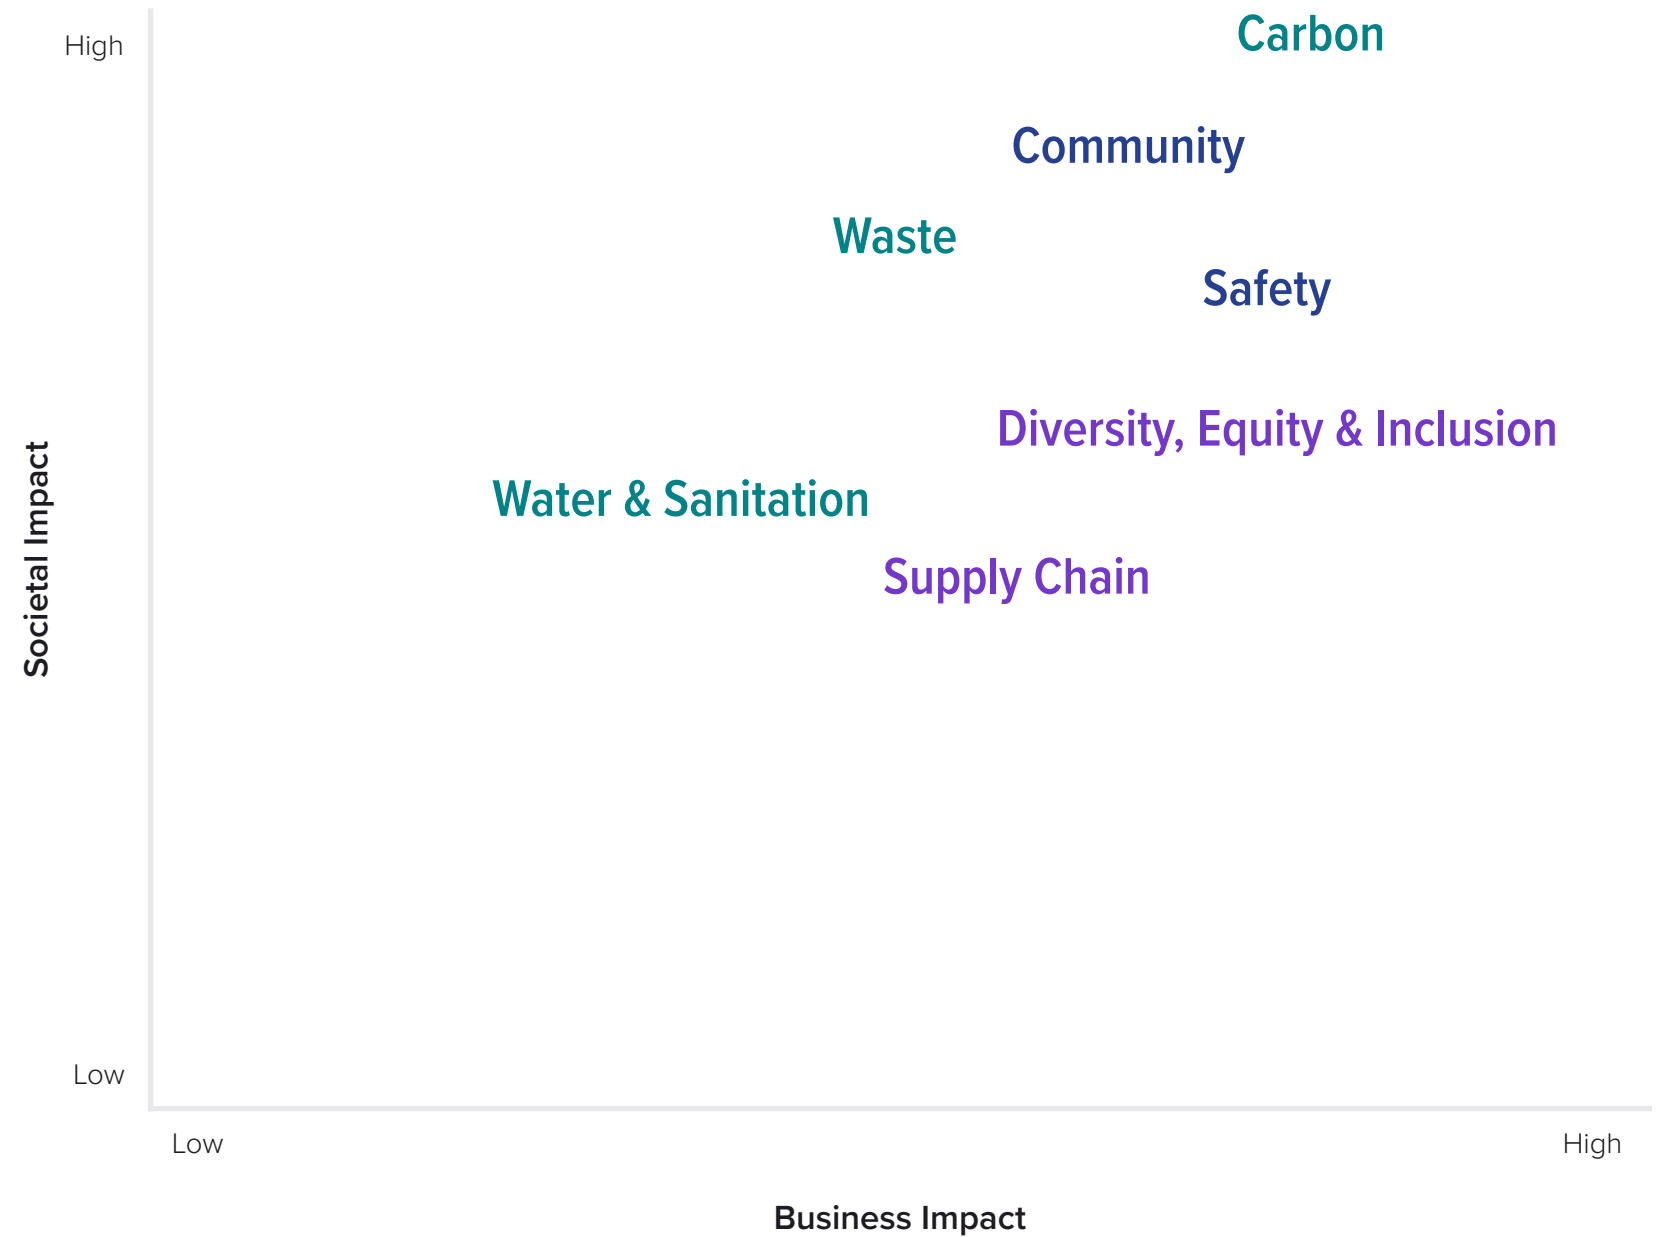 High
Carbon
Community
Waste
Safety
Diversity, Equity & Inclusion
Water & Sanitation
Supply Chain
Societal Impact
Low
Low
High
Business Impact